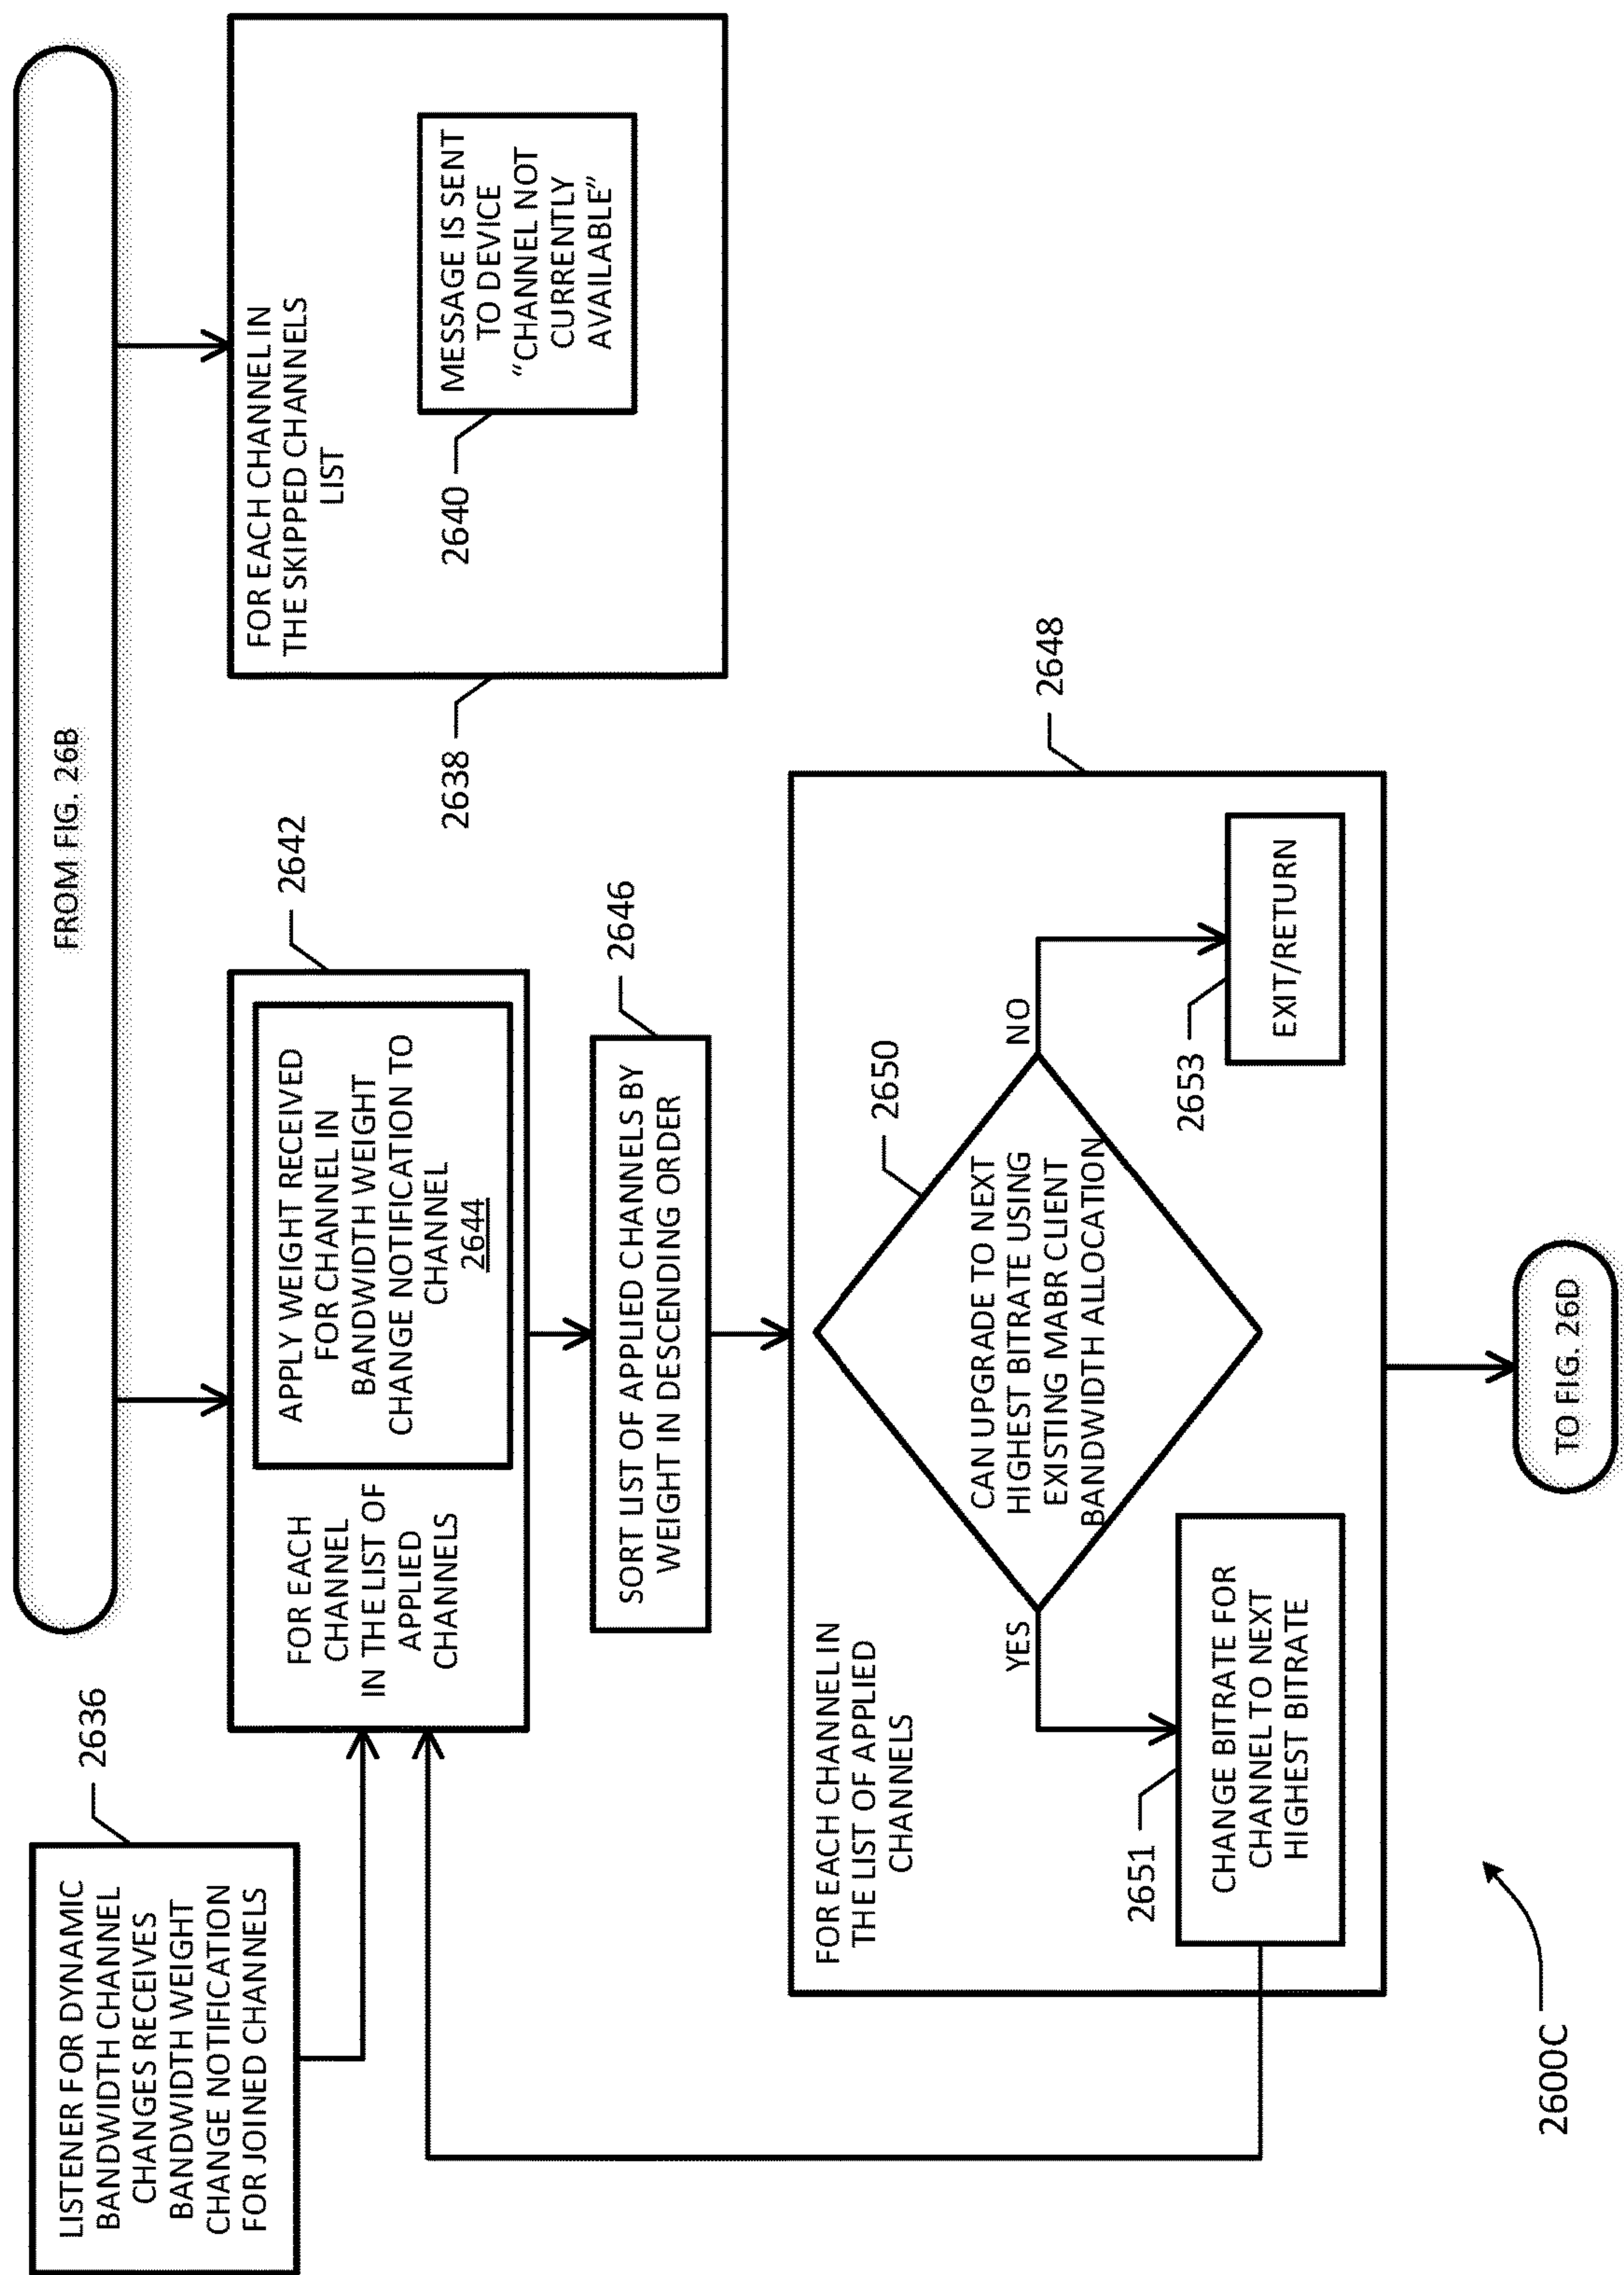 FROM FIG. 26B
LISTENER FOR DYNAMIC
BANDWIDTH CHANNEL
CHANGES RECEIVES
BANDWIDTH WEIGHT
CHANGE NOTIFICATION
FOR JOINED CHANNELS
2636
FOR EACH
CHANNEL
IN THE LIST OF
APPLIED
CHANNELS
APPLY WEIGHT RECEIVED
FOR CHANNEL IN
BANDWIDTH WEIGHT
CHANGE NOTIFICATION TO
CHANNEL
2644
2642
FOR EACH CHANNEL IN
THE SKIPPED CHANNELS
LIST
2638
MESSAGE IS SENT
TO DEVICE
“CHANNEL NOT
CURRENTLY
AVAILABLE”
2640
SORT LIST OF APPLIED CHANNELS BY
WEIGHT IN DESCENDING ORDER
2646
FOR EACH CHANNEL IN
THE LIST OF APPLIED
CHANNELS
2648
CAN UPGRADE TO NEXT
HIGHEST BITRATE USING
EXISTING MABR CLIENT
BANDWIDTH ALLOCATION
2650
YES
NO
CHANGE BITRATE FOR
CHANNEL TO NEXT
HIGHEST BITRATE
2651
EXIT/RETURN
2653
TO FIG. 26D
2600C